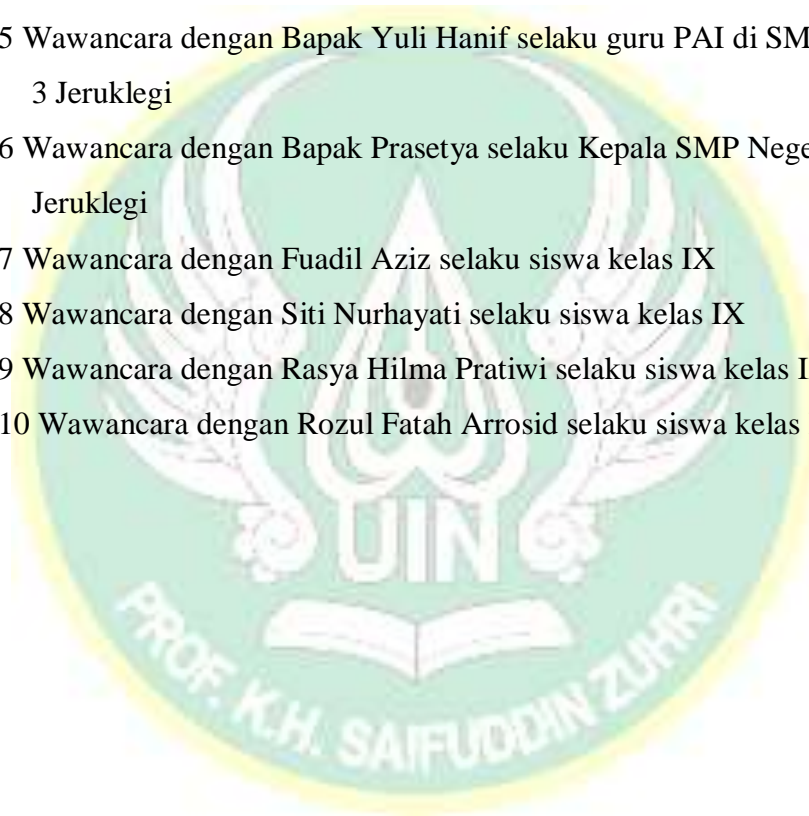 5 Wawancara dengan Bapak Yuli Hanif selaku guru PAI di SM
3 Jeruklegi
6 Wawancara dengan Bapak Prasetya selaku Kepala SMP Nege
Jeruklegi
7 Wawancara dengan Fuadil Aziz selaku siswa kelas IX
8 Wawancara dengan Siti Nurhayati selaku siswa kelas IX
9 Wawancara dengan Rasya Hilma Pratiwi selaku siswa kelas I
10 Wawancara dengan Rozul Fatah Arrosid selaku siswa kelas
UIN
PROF. K.H. SAIFUDDIN ZUHRI